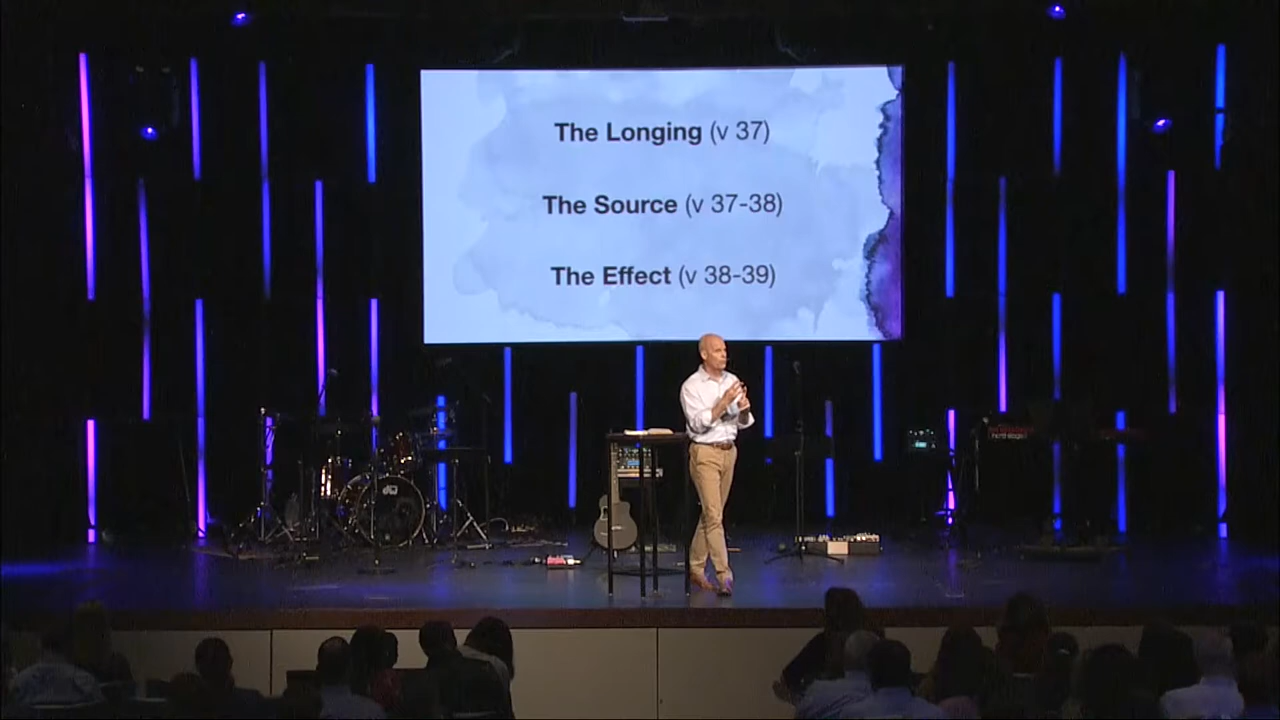 The Longing (v 37)
The Source (v 37-38)
The Effect (v 38-39)